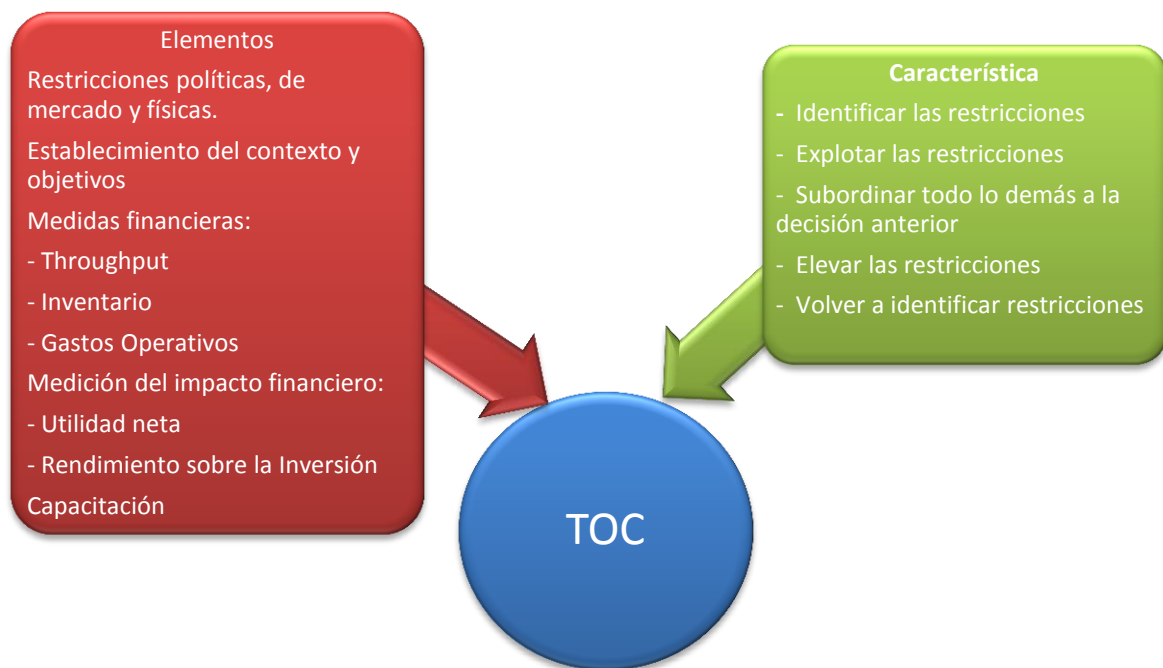 Elementos
Restricciones políticas, de
mercado y físicas.
Establecimiento del contexto y
objetivos
Medidas financieras:
- Throughput
- Inventario
- Gastos Operativos
Medición del impacto financiero:
- Utilidad neta
- Rendimiento sobre la Inversión
Capacitación
Característica
- Identificar las restricciones
- Explotar las restricciones
- Subordinar todo lo demás a la
decisión anterior
- Elevar las restricciones
- Volver a identificar restricciones
TOC